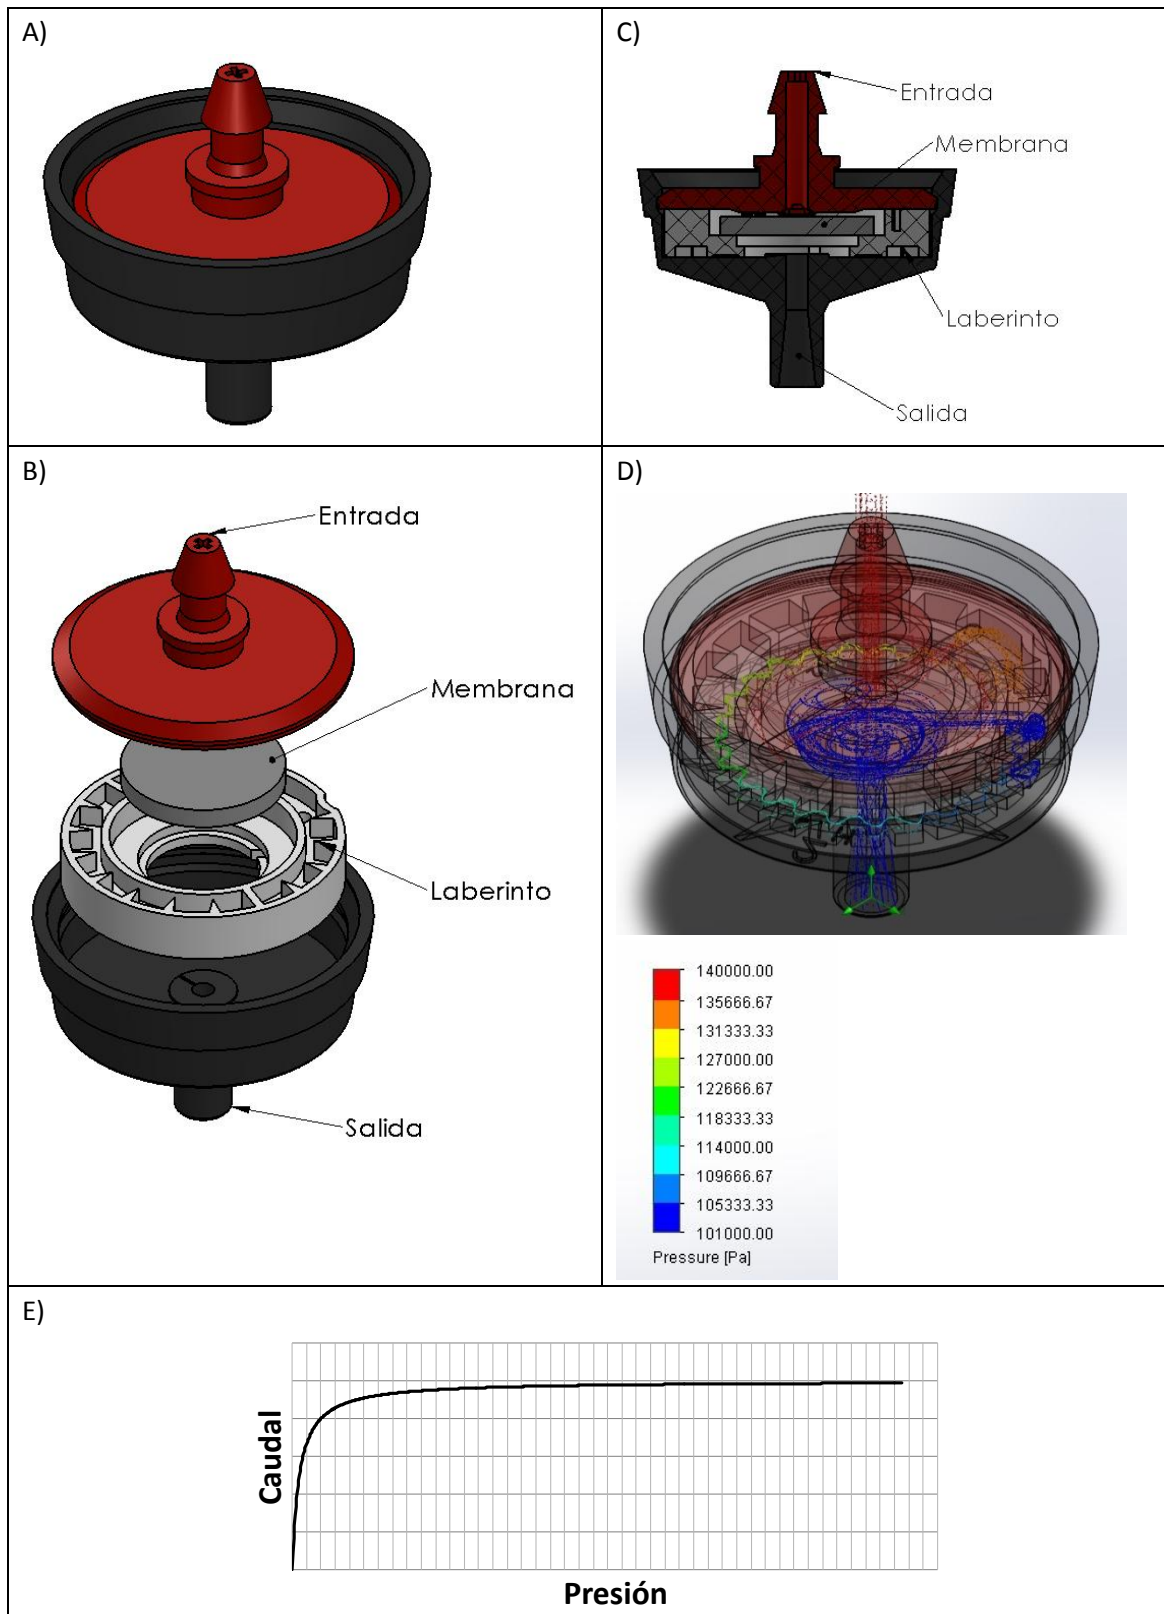 A)
C)
Entrada
Membrana
Laberinto
Salida
B)
Entrada
Membrana
Laberinto
Salida
D)
140000.00
135666.67
131333.33
127000.00
122666.67
118333.33
114000.00
109666.67
105333.33
101000.00
Pressure [Pa]
E)
Caudal
Presión